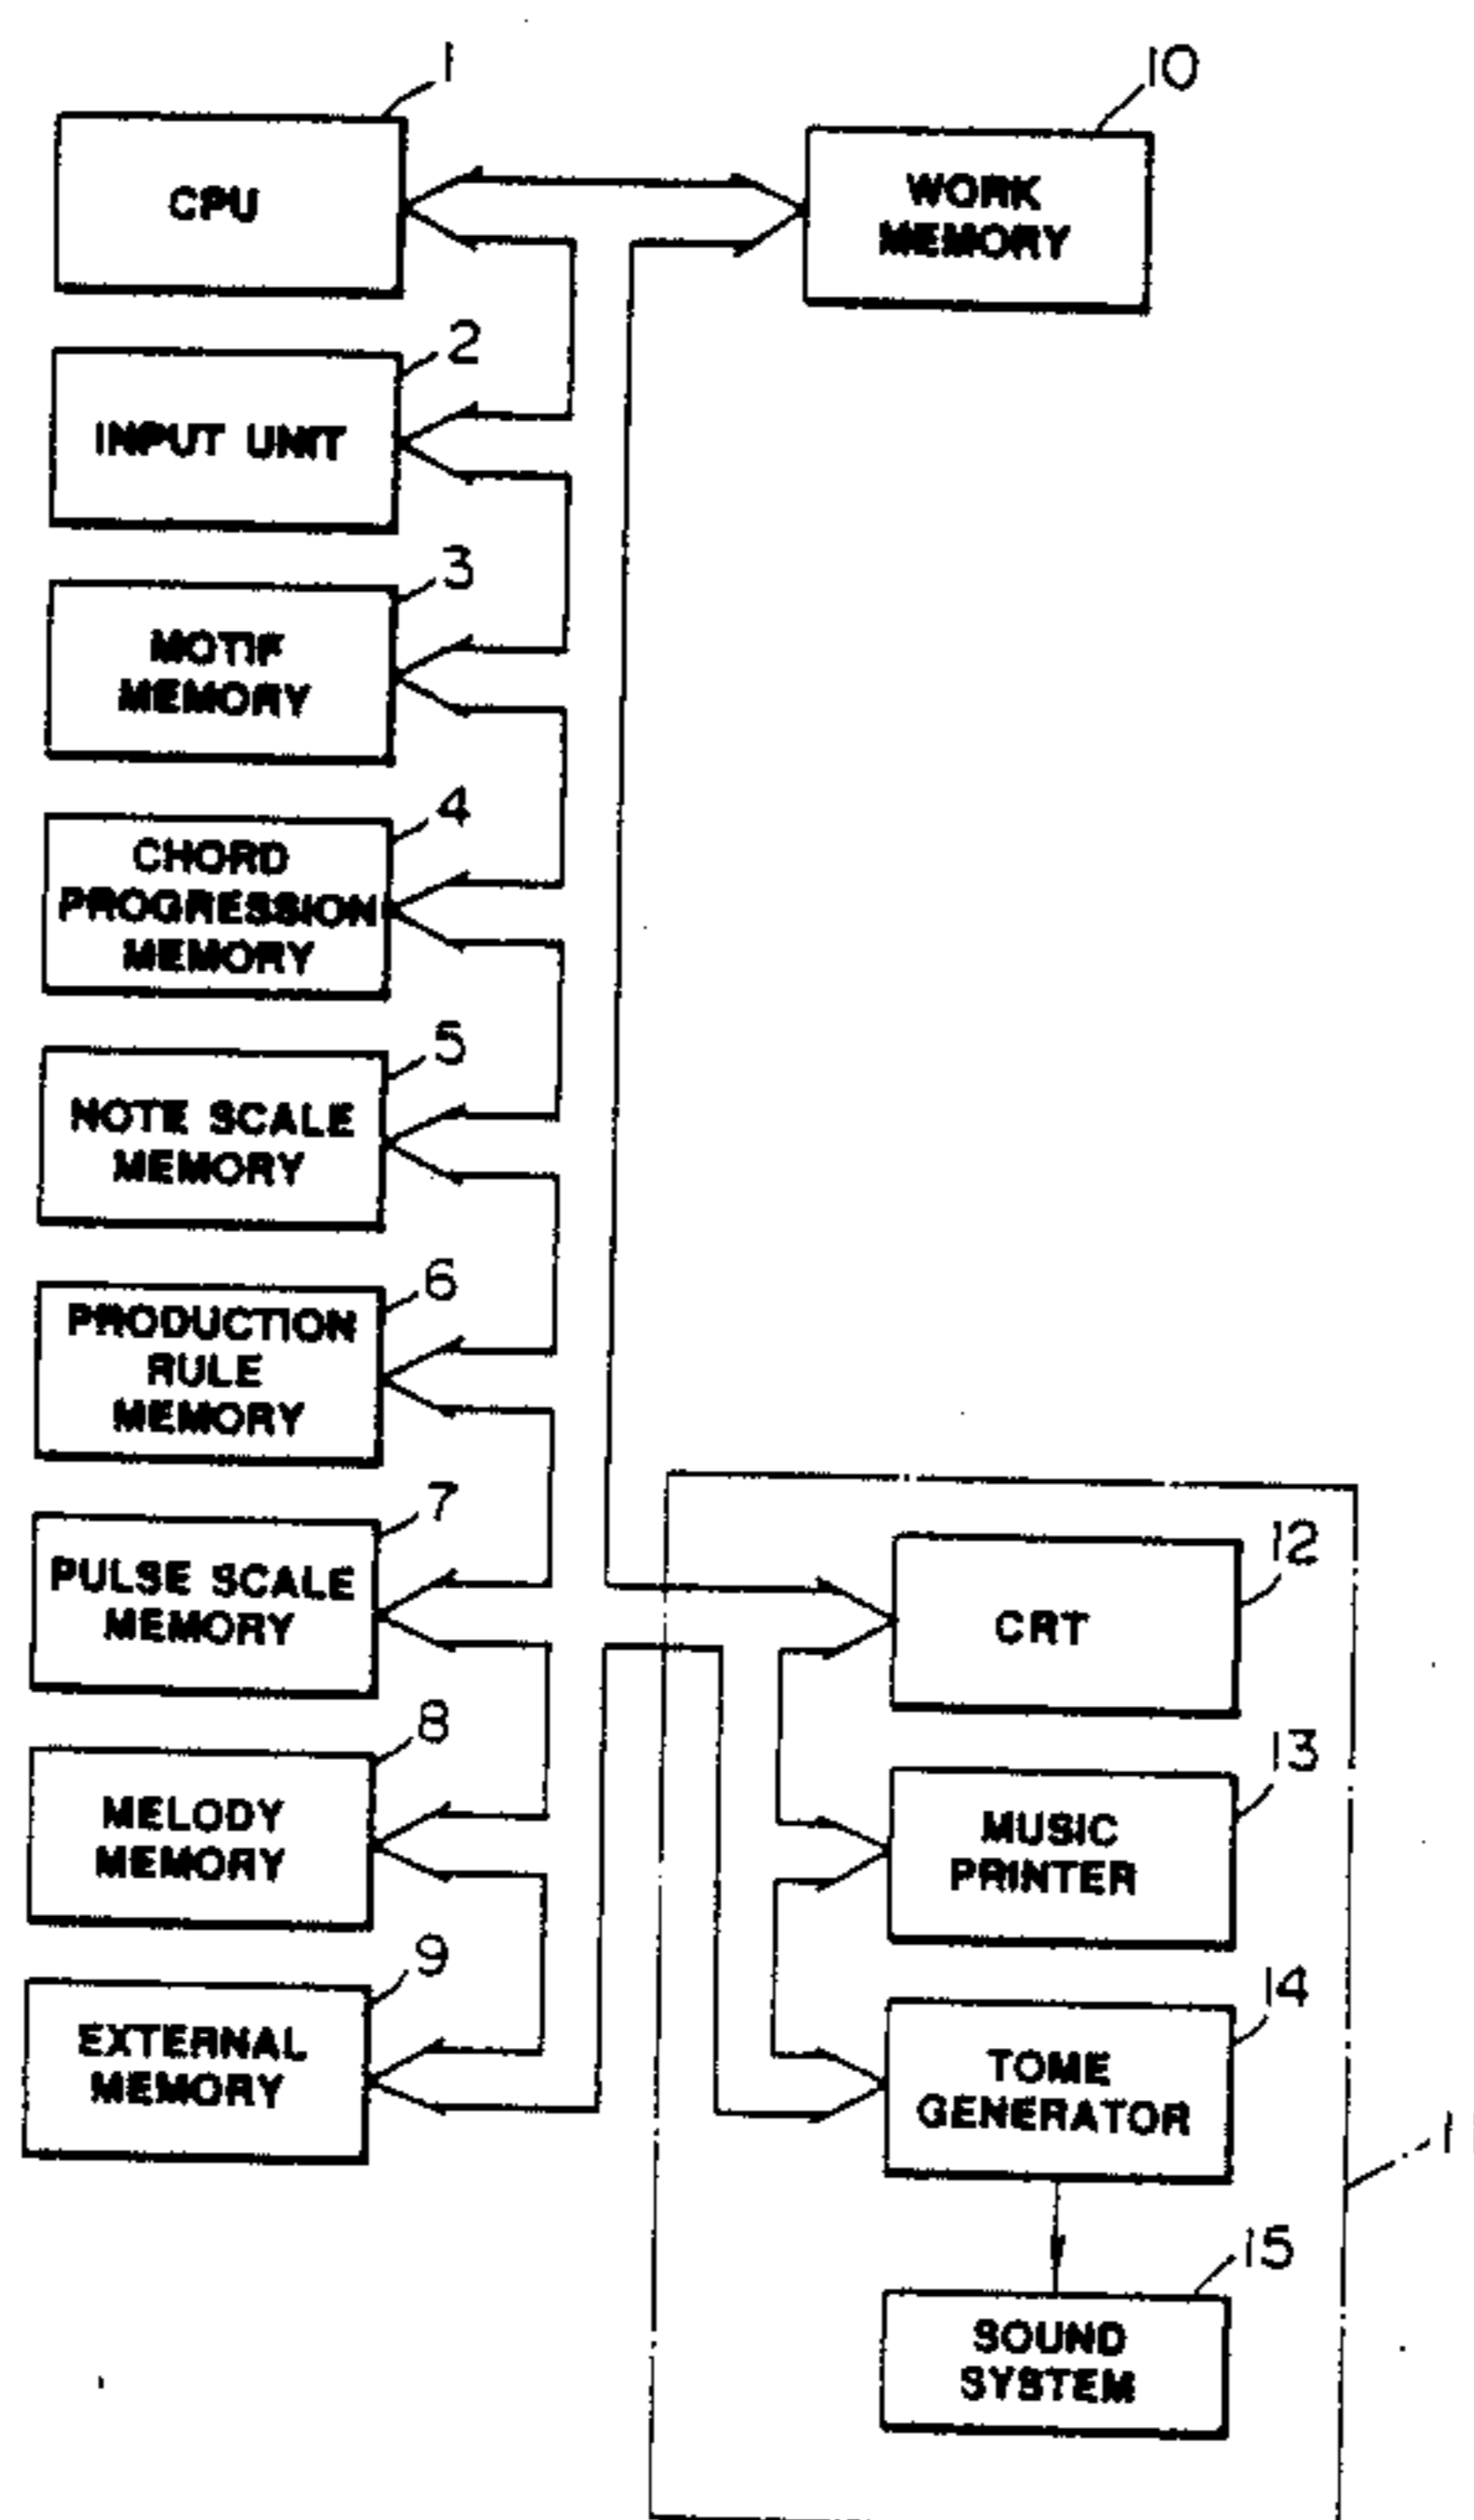 1
CPU
10
WORK
MEMORY
2
INPUT UNIT
3
MOTIF
MEMORY
4
CHORD
PROGRESSION
MEMORY
5
NOTE SCALE
MEMORY
6
PRODUCTION
RULE
MEMORY
7
PULSE SCALE
MEMORY
8
MELODY
MEMORY
9
EXTERNAL
MEMORY
12
CRT
13
MUSIC
PRINTER
14
TOME
GENERATOR
11
15
SOUND
SYSTEM